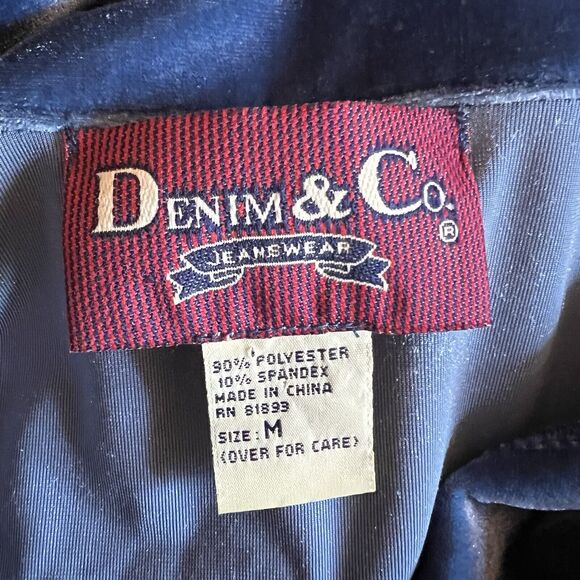 DENIM & CO.®
JEANSWEAR
90% POLYESTER
10% SPANDEX
MADE IN CHINA
RN 81893
SIZE: M
(OVER FOR CARE)